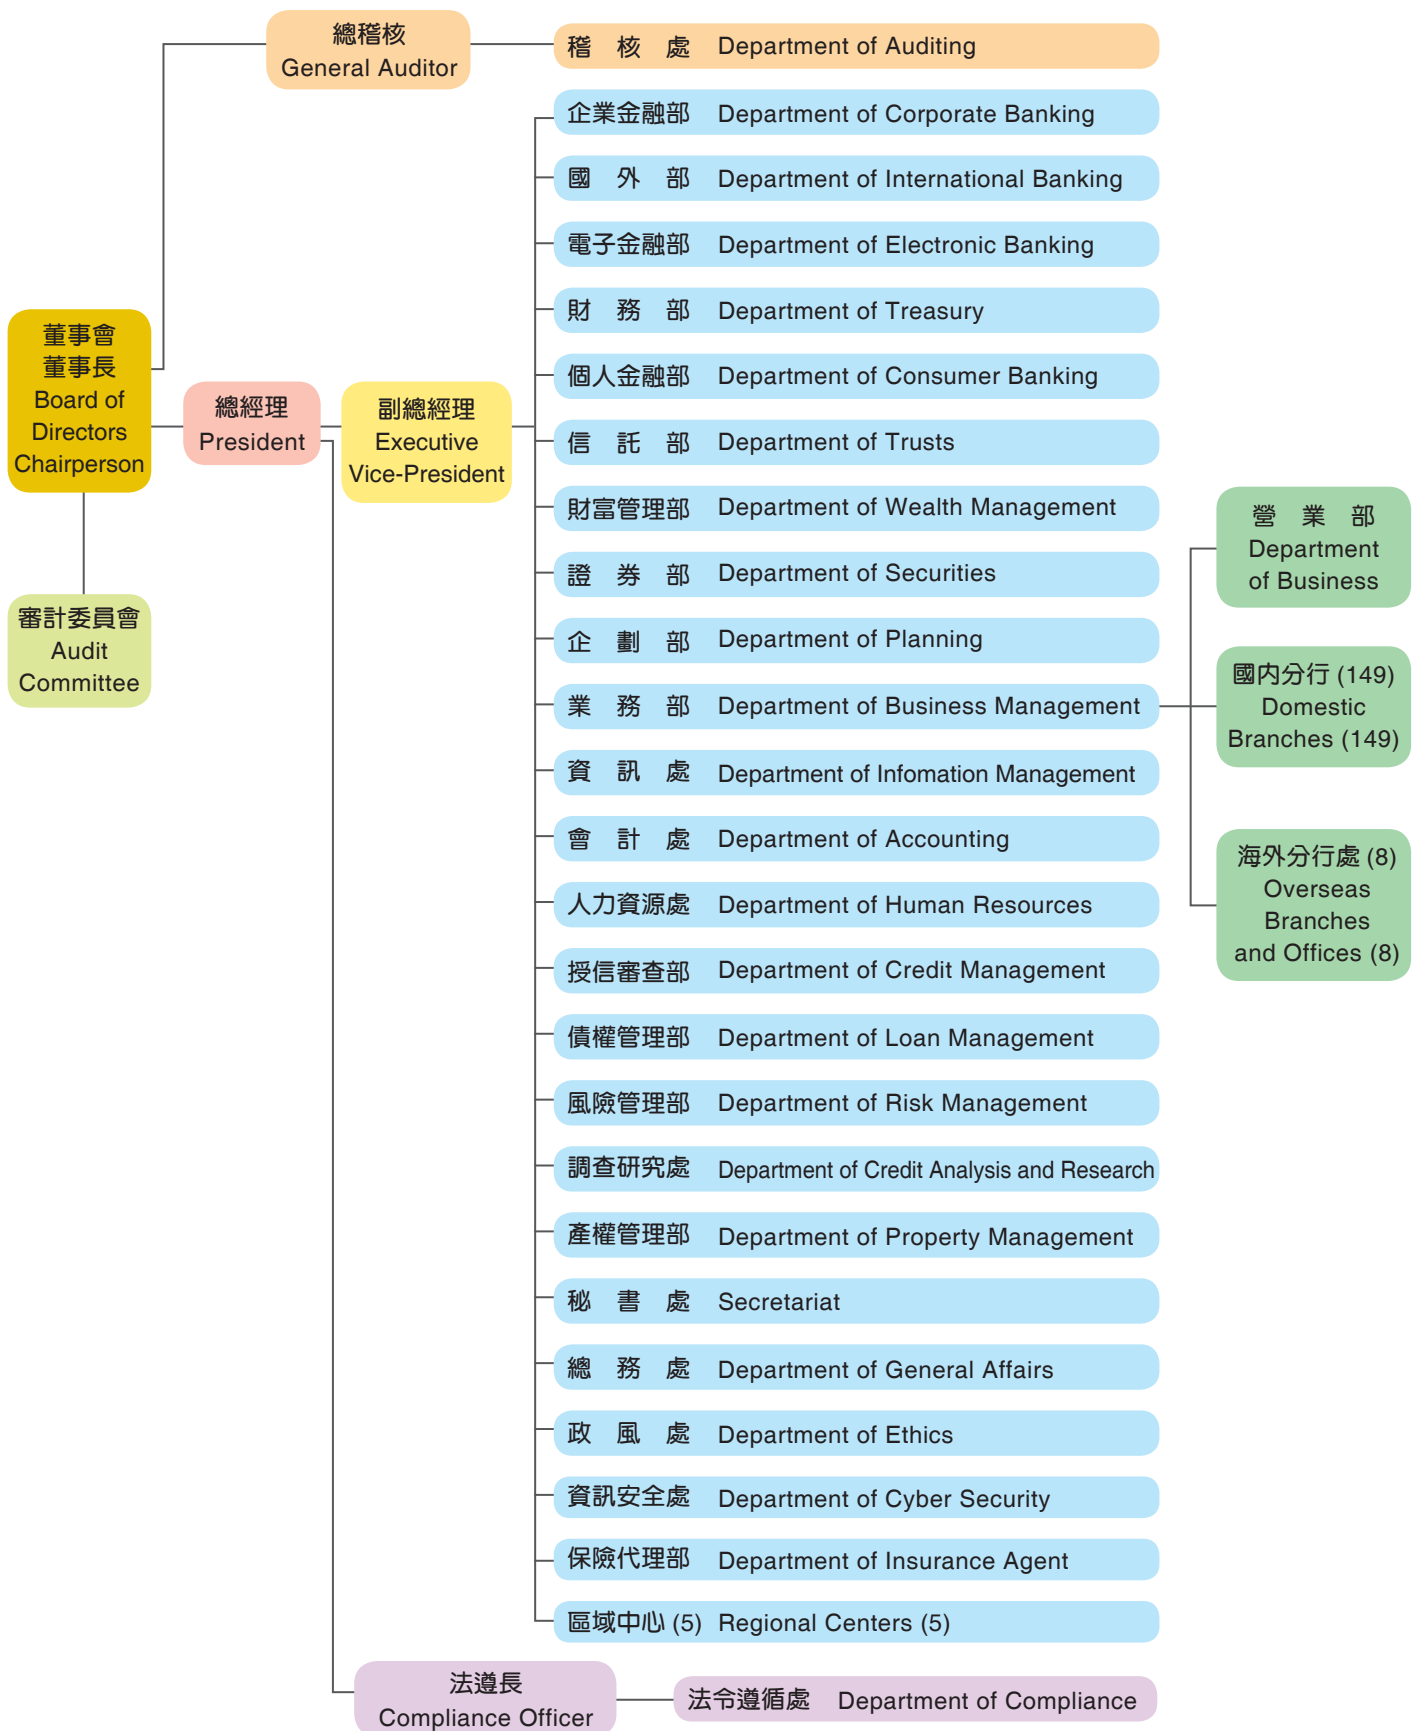 總稽核
General Auditor
稽核處 Department of Auditing
企業金融部 Department of Corporate Banking
國外部 Department of International Banking
電子金融部 Department of Electronic Banking
財務部 Department of Treasury
個人金融部 Department of Consumer Banking
信託部 Department of Trusts
財富管理部 Department of Wealth Management
證券部 Department of Securities
企劃部 Department of Planning
業務部 Department of Business Management
資訊處 Department of Infomation Management
會計處 Department of Accounting
人力資源處 Department of Human Resources
授信審查部 Department of Credit Management
債權管理部 Department of Loan Management
風險管理部 Department of Risk Management
調查研究處 Department of Credit Analysis and Research
產權管理部 Department of Property Management
秘書處 Secretariat
總務處 Department of General Affairs
政風處 Department of Ethics
資訊安全處 Department of Cyber Security
保險代理部 Department of Insurance Agent
區域中心 (5) Regional Centers (5)
董事會
董事長
Board of
Directors
Chairperson
總經理
President
副總經理
Executive
Vice-President
審計委員會
Audit
Committee
營業部
Department
of Business
國内分行 (149)
Domestic
Branches (149)
海外分行處 (8)
Overseas
Branches
and Offices (8)
法遵長
Compliance Officer
法令遵循處 Department of Compliance